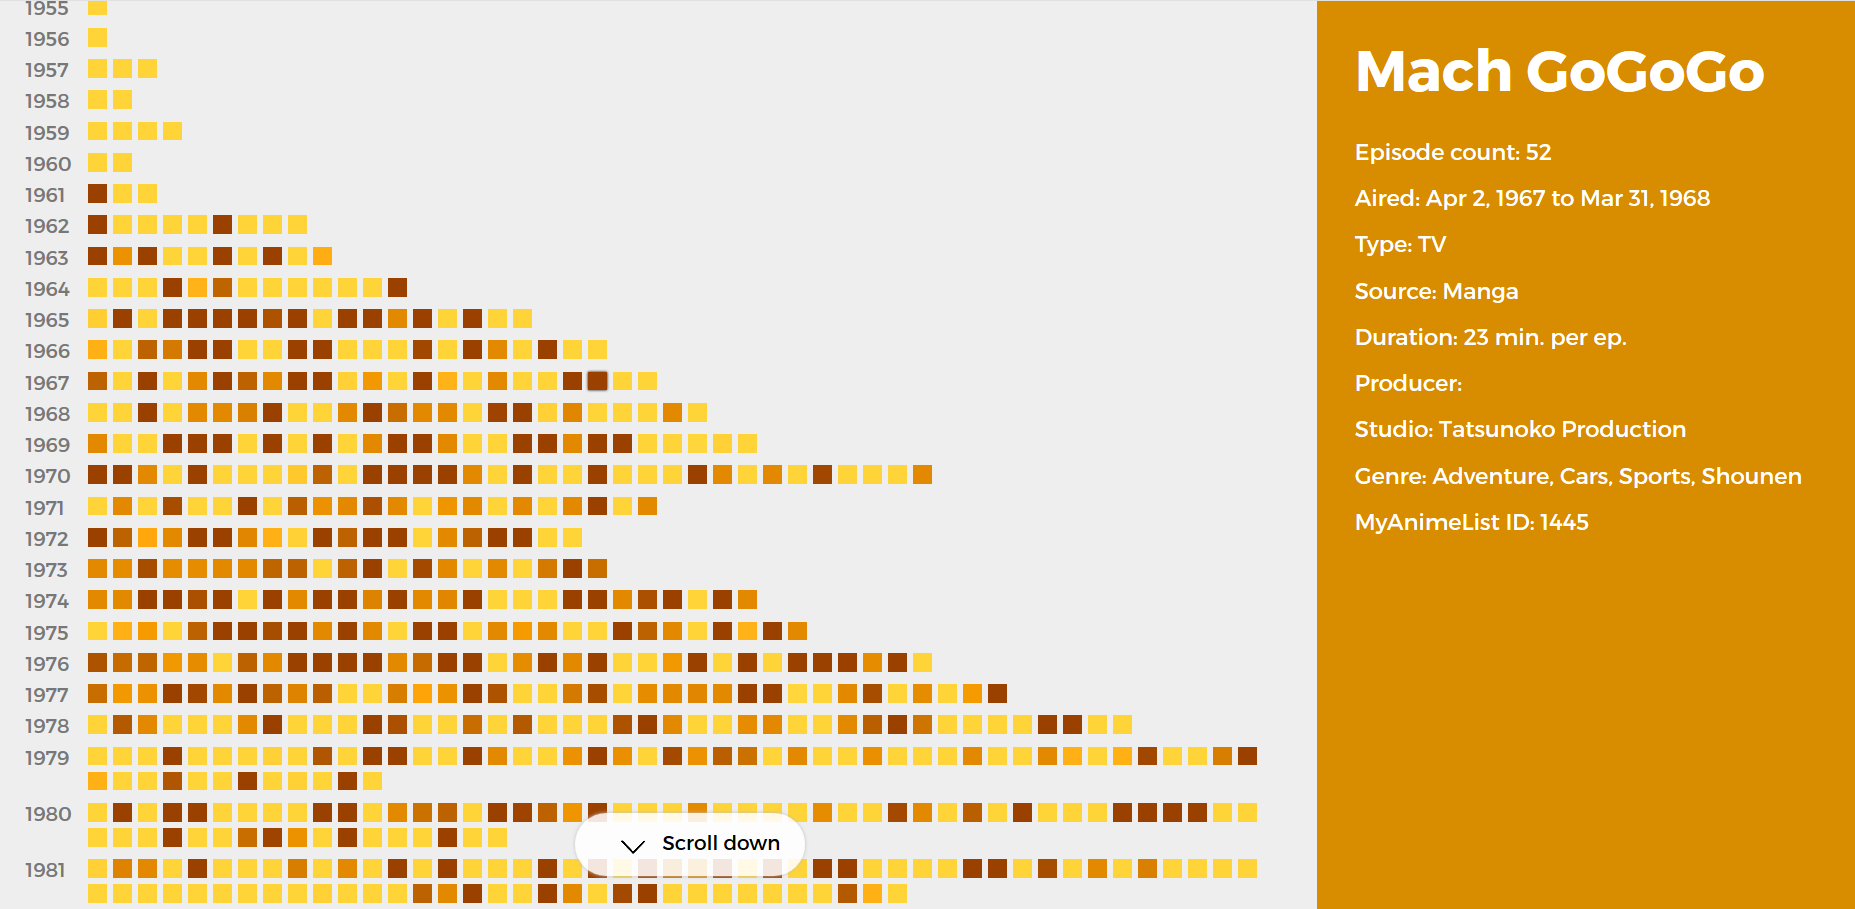 1955
1956
1957
1958
1959
1960
1961
1962
1963
1964
1965
1966
1967
1968
1969
1970
1971
1972
1973
1974
1975
1976
1977
1978
1979
1980
1981
Scroll down
Mach GoGoGo
Episode count: 52
Aired: Apr 2, 1967 to Mar 31, 1968
Type: TV
Source: Manga
Duration: 23 min. per ep.
Producer:
Studio: Tatsunoko Production
Genre: Adventure, Cars, Sports, Shounen
MyAnimeList ID: 1445